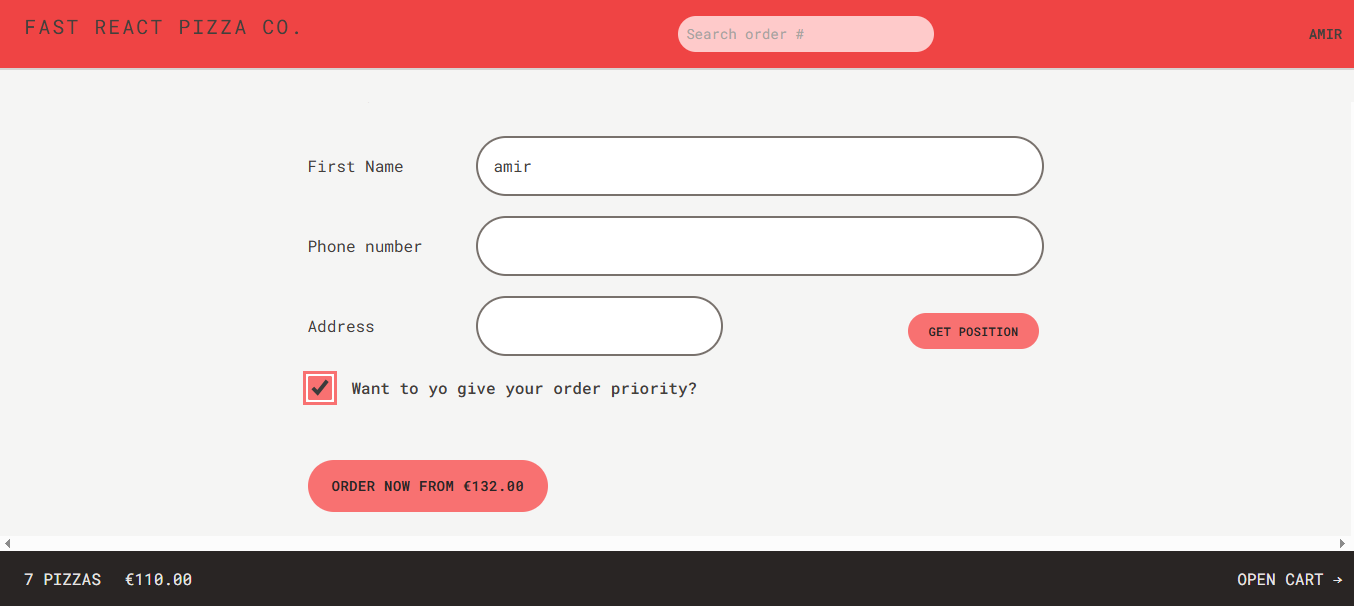 FAST REACT PIZZA CO.
Search order #
AMIR
First Name
amir
Phone number
Address
GET POSITION
Want to yo give your order priority?
ORDER NOW FROM €132.00
7 PIZZAS €110.00
OPEN CART →